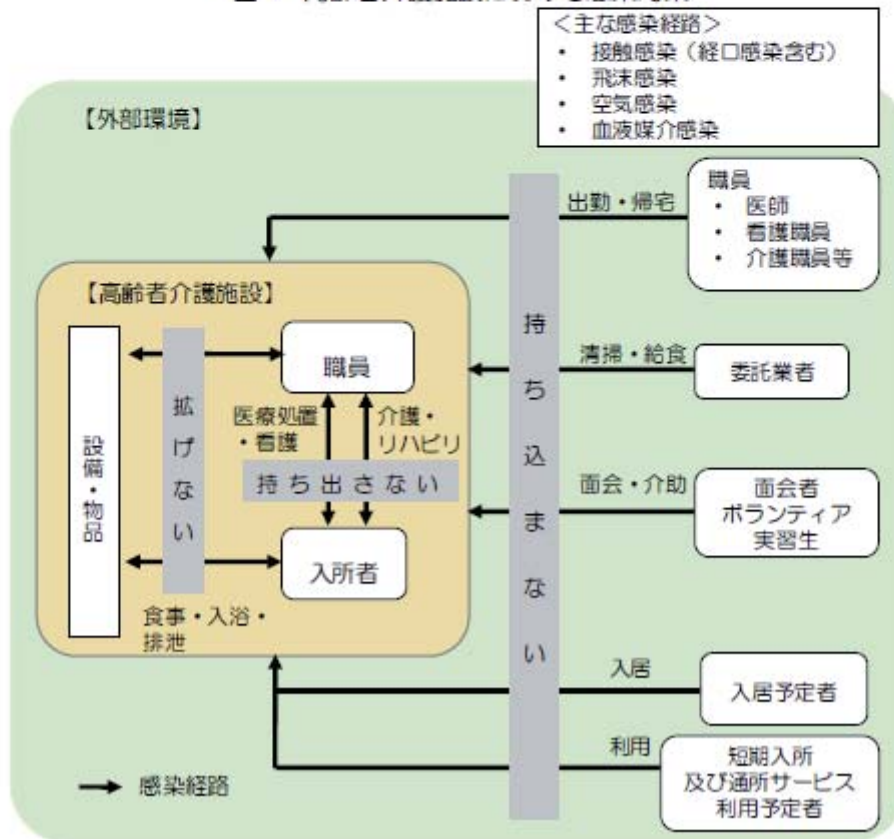 ＜主な感染経路＞
・ 接触感染（経口感染含む）
・ 飛沫感染
・ 空気感染
・ 血液媒介感染
【外部環境】
職員
・ 医師
・ 看護職員
・ 介護職員等
出勤・帰宅
持ち込まない
【高齢者介護施設】
職員
清掃・給食
委託業者
拡げない
医療処置
・看護
介護・
リハビリ
設備・物品
持ち出さない
面会・介助
面会者
ボランティア
実習生
入所者
食事・入浴・
排泄
入居
入居予定者
利用
短期入所
及び通所サービス
利用予定者
感染経路